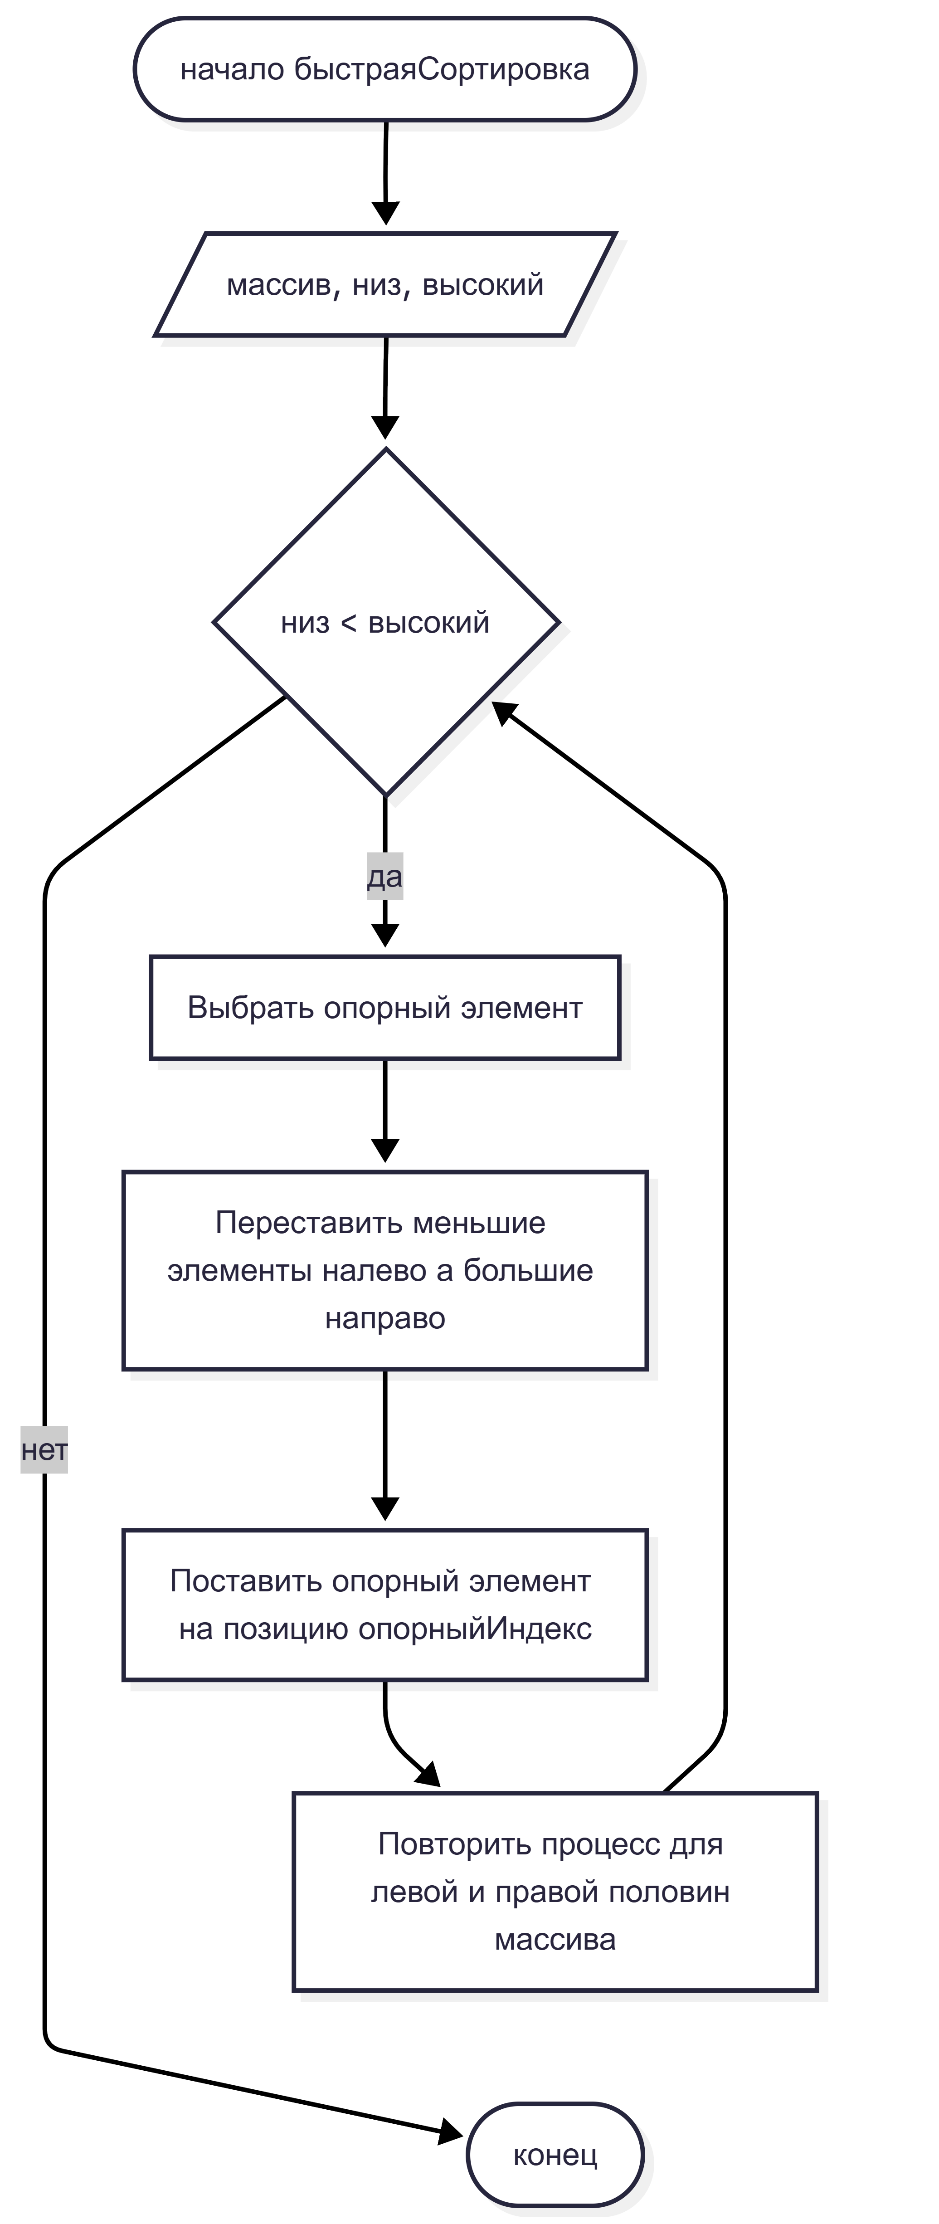 начало быстраяСортировка
массив, низ, высокий
низ < высокий
да
Выбрать опорный элемент
Переставить меньшие
элементы налево а большие
направо
нет
Поставить опорный элемент
на позицию опорныйИндекс
Повторить процесс для
левой и правой половин
массива
конец